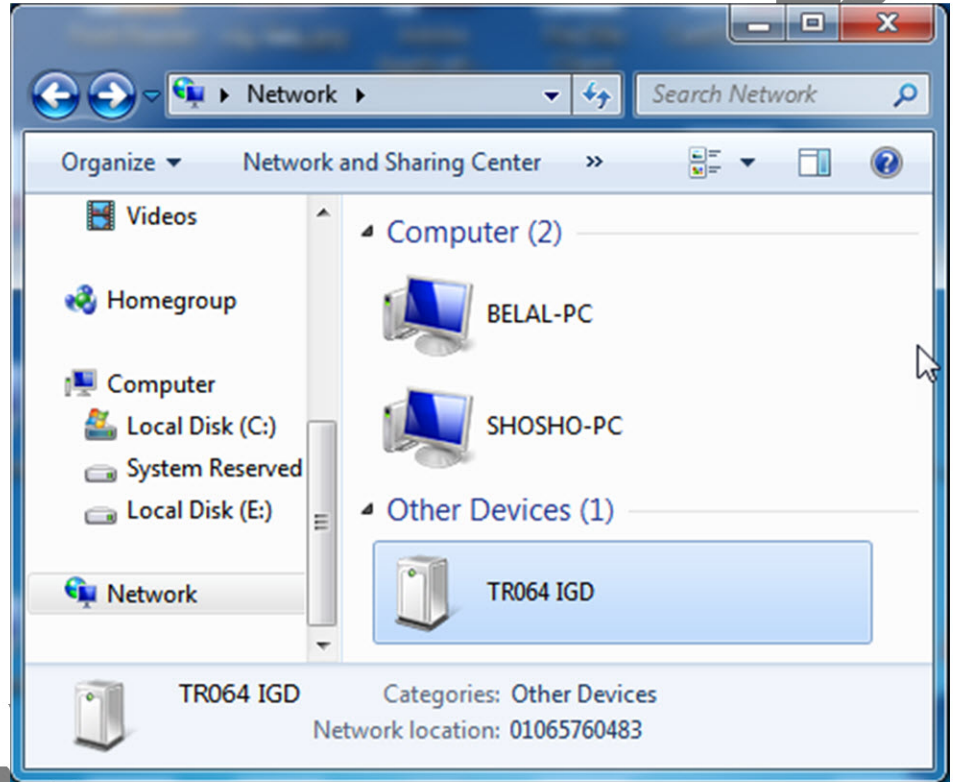 Network
Search Network
Organize
Network and Sharing Center
»
Videos
Homegroup
Computer
Local Disk (C:)
System Reserved
Local Disk (E:)
Network
Computer (2)
BELAL-PC
SHOSHO-PC
Other Devices (1)
TR064 IGD
TR064 IGD
Categories: Other Devices
Network location: 01065760483